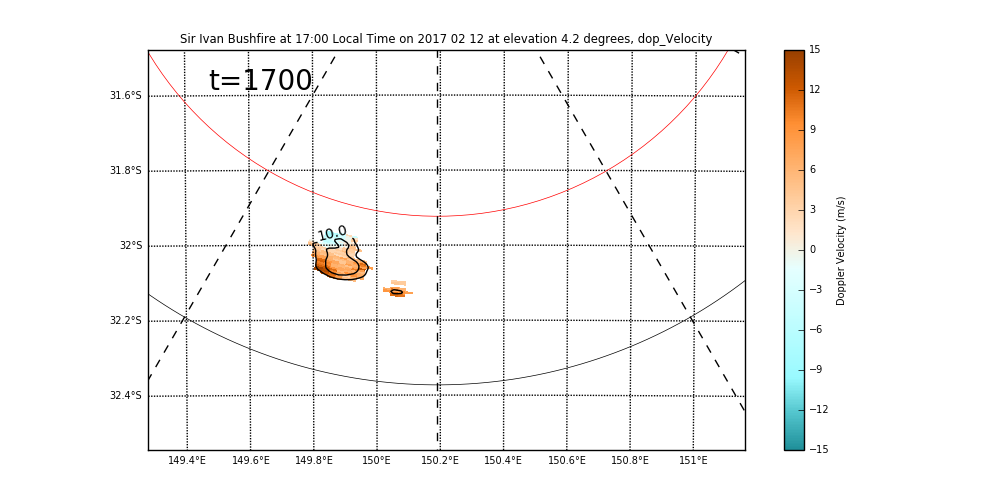 Sir Ivan Bushfire at 17:00 Local Time on 2017 02 12 at elevation 4.2 degrees, dop_Velocity
t=1700
31.6°S
31.8°S
32°S
32.2°S
32.4°S
10.0
149.4°E 149.6°E 149.8°E 150°E 150.2°E 150.4°E 150.6°E 150.8°E 151°E
15
12
9
6
3
0
−3
−6
−9
−12
−15
Doppler Velocity (m/s)